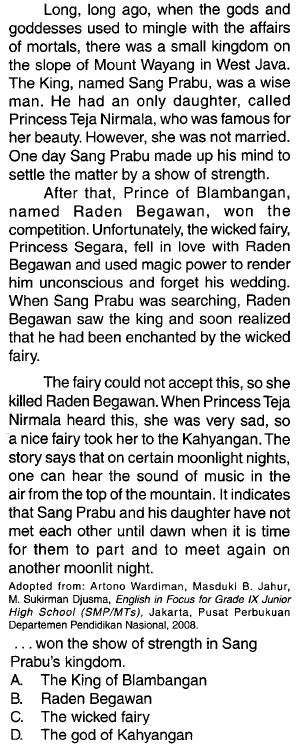 Long, long ago, when the gods and
goddesses used to mingle with the affairs
of mortals, there was a small kingdom on
the slope of Mount Wayang in West Java.
The King, named Sang Prabu, was a wise
man. He had an only daughter, called
Princess Teja Nirmala, who was famous for
her beauty. However, she was not married.
One day Sang Prabu made up his mind to
settle the matter by a show of strength.
After that, Prince of Blambangan,
named Raden Begawan, won the
competition. Unfortunately, the wicked fairy,
Princess Segara, fell in love with Raden
Begawan and used magic power to render
him unconscious and forget his wedding.
When Sang Prabu was searching, Raden
Begawan saw the king and soon realized
that he had been enchanted by the wicked
fairy.
The fairy could not accept this, so she
killed Raden Begawan. When Princess Teja
Nirmala heard this, she was very sad, so
a nice fairy took her to the Kahyangan. The
story says that on certain moonlight nights,
one can hear the sound of music in the
air from the top of the mountain. It indicates
that Sang Prabu and his daughter have not
met each other until dawn when it is time
for them to part and to meet again on
another moonlit night.
Adopted from: Artono Wardiman, Masduki B. Jahur,
M. Sukirman Djusma, English in Focus for Grade IX Junior
High School (SMP/MTs), Jakarta, Pusat Perbukuan
Departemen Pendidikan Nasional, 2008.
. . . won the show of strength in Sang
Prabu's kingdom.
A. The King of Blambangan
B. Raden Begawan
C. The wicked fairy
D. The god of Kahyangan